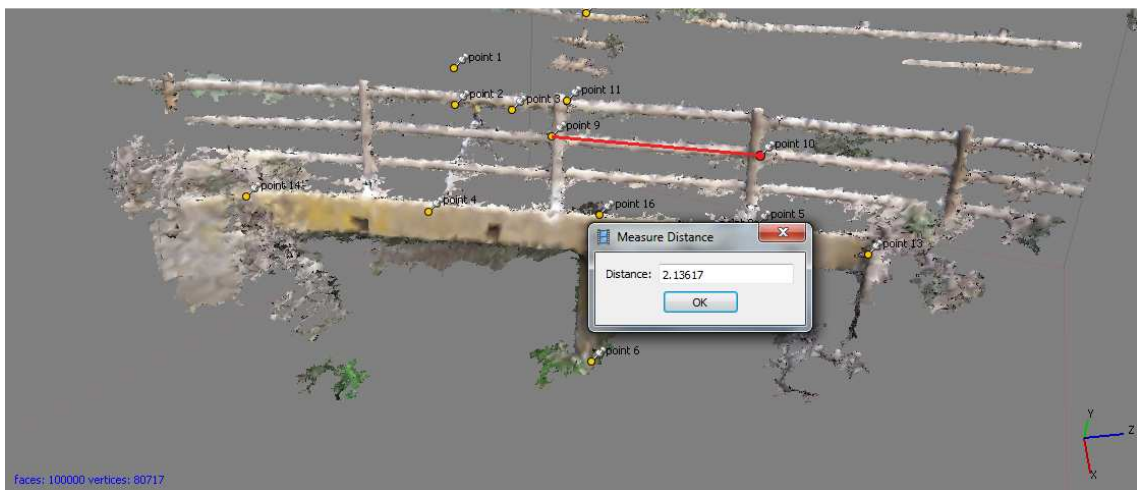 point 1
point 2
point 3
point 11
point 9
point 10
point 14
point 4
point 16
point 5
Measure Distance
point 13
Distance: 2.13617
OK
point 6
Y
Z
X
faces: 100000 vertices: 80717